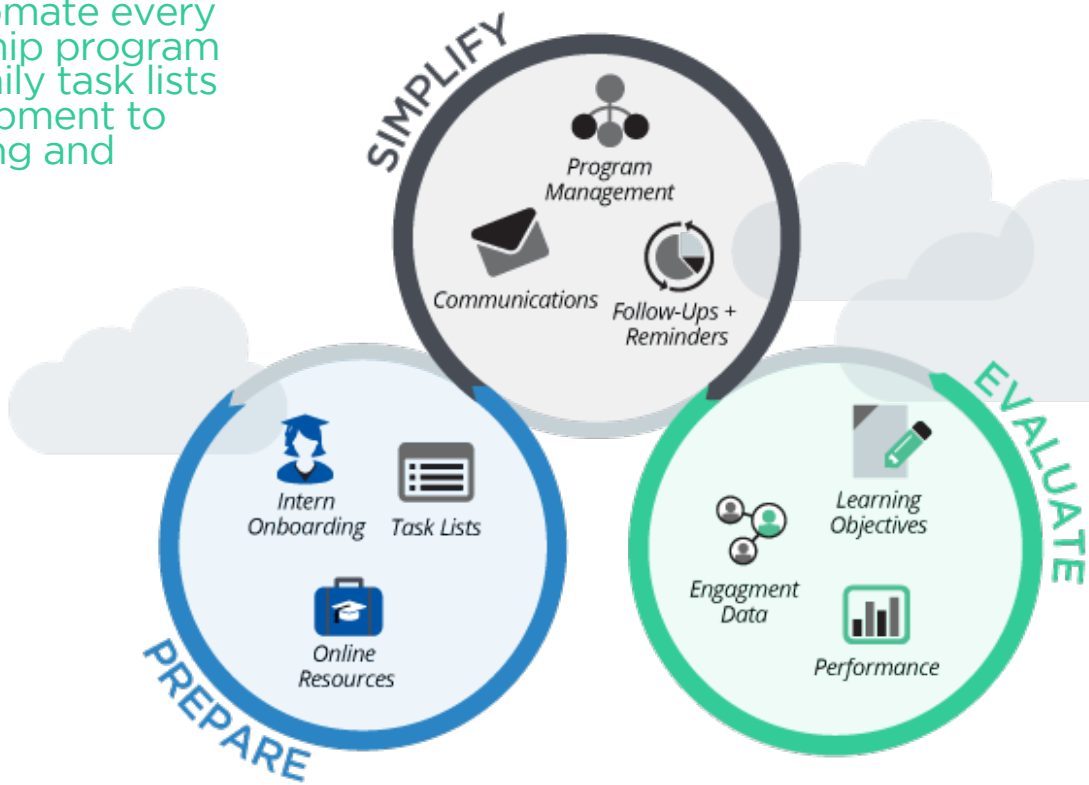 omate every
hip program
ily task lists
pment to
ng and
SIMPLIFY
Program
Management
Communications
Follow-Ups +
Reminders
PREPARE
Intern
Onboarding
Task Lists
Online
Resources
EVALUATE
Learning
Objectives
Engagment
Data
Performance